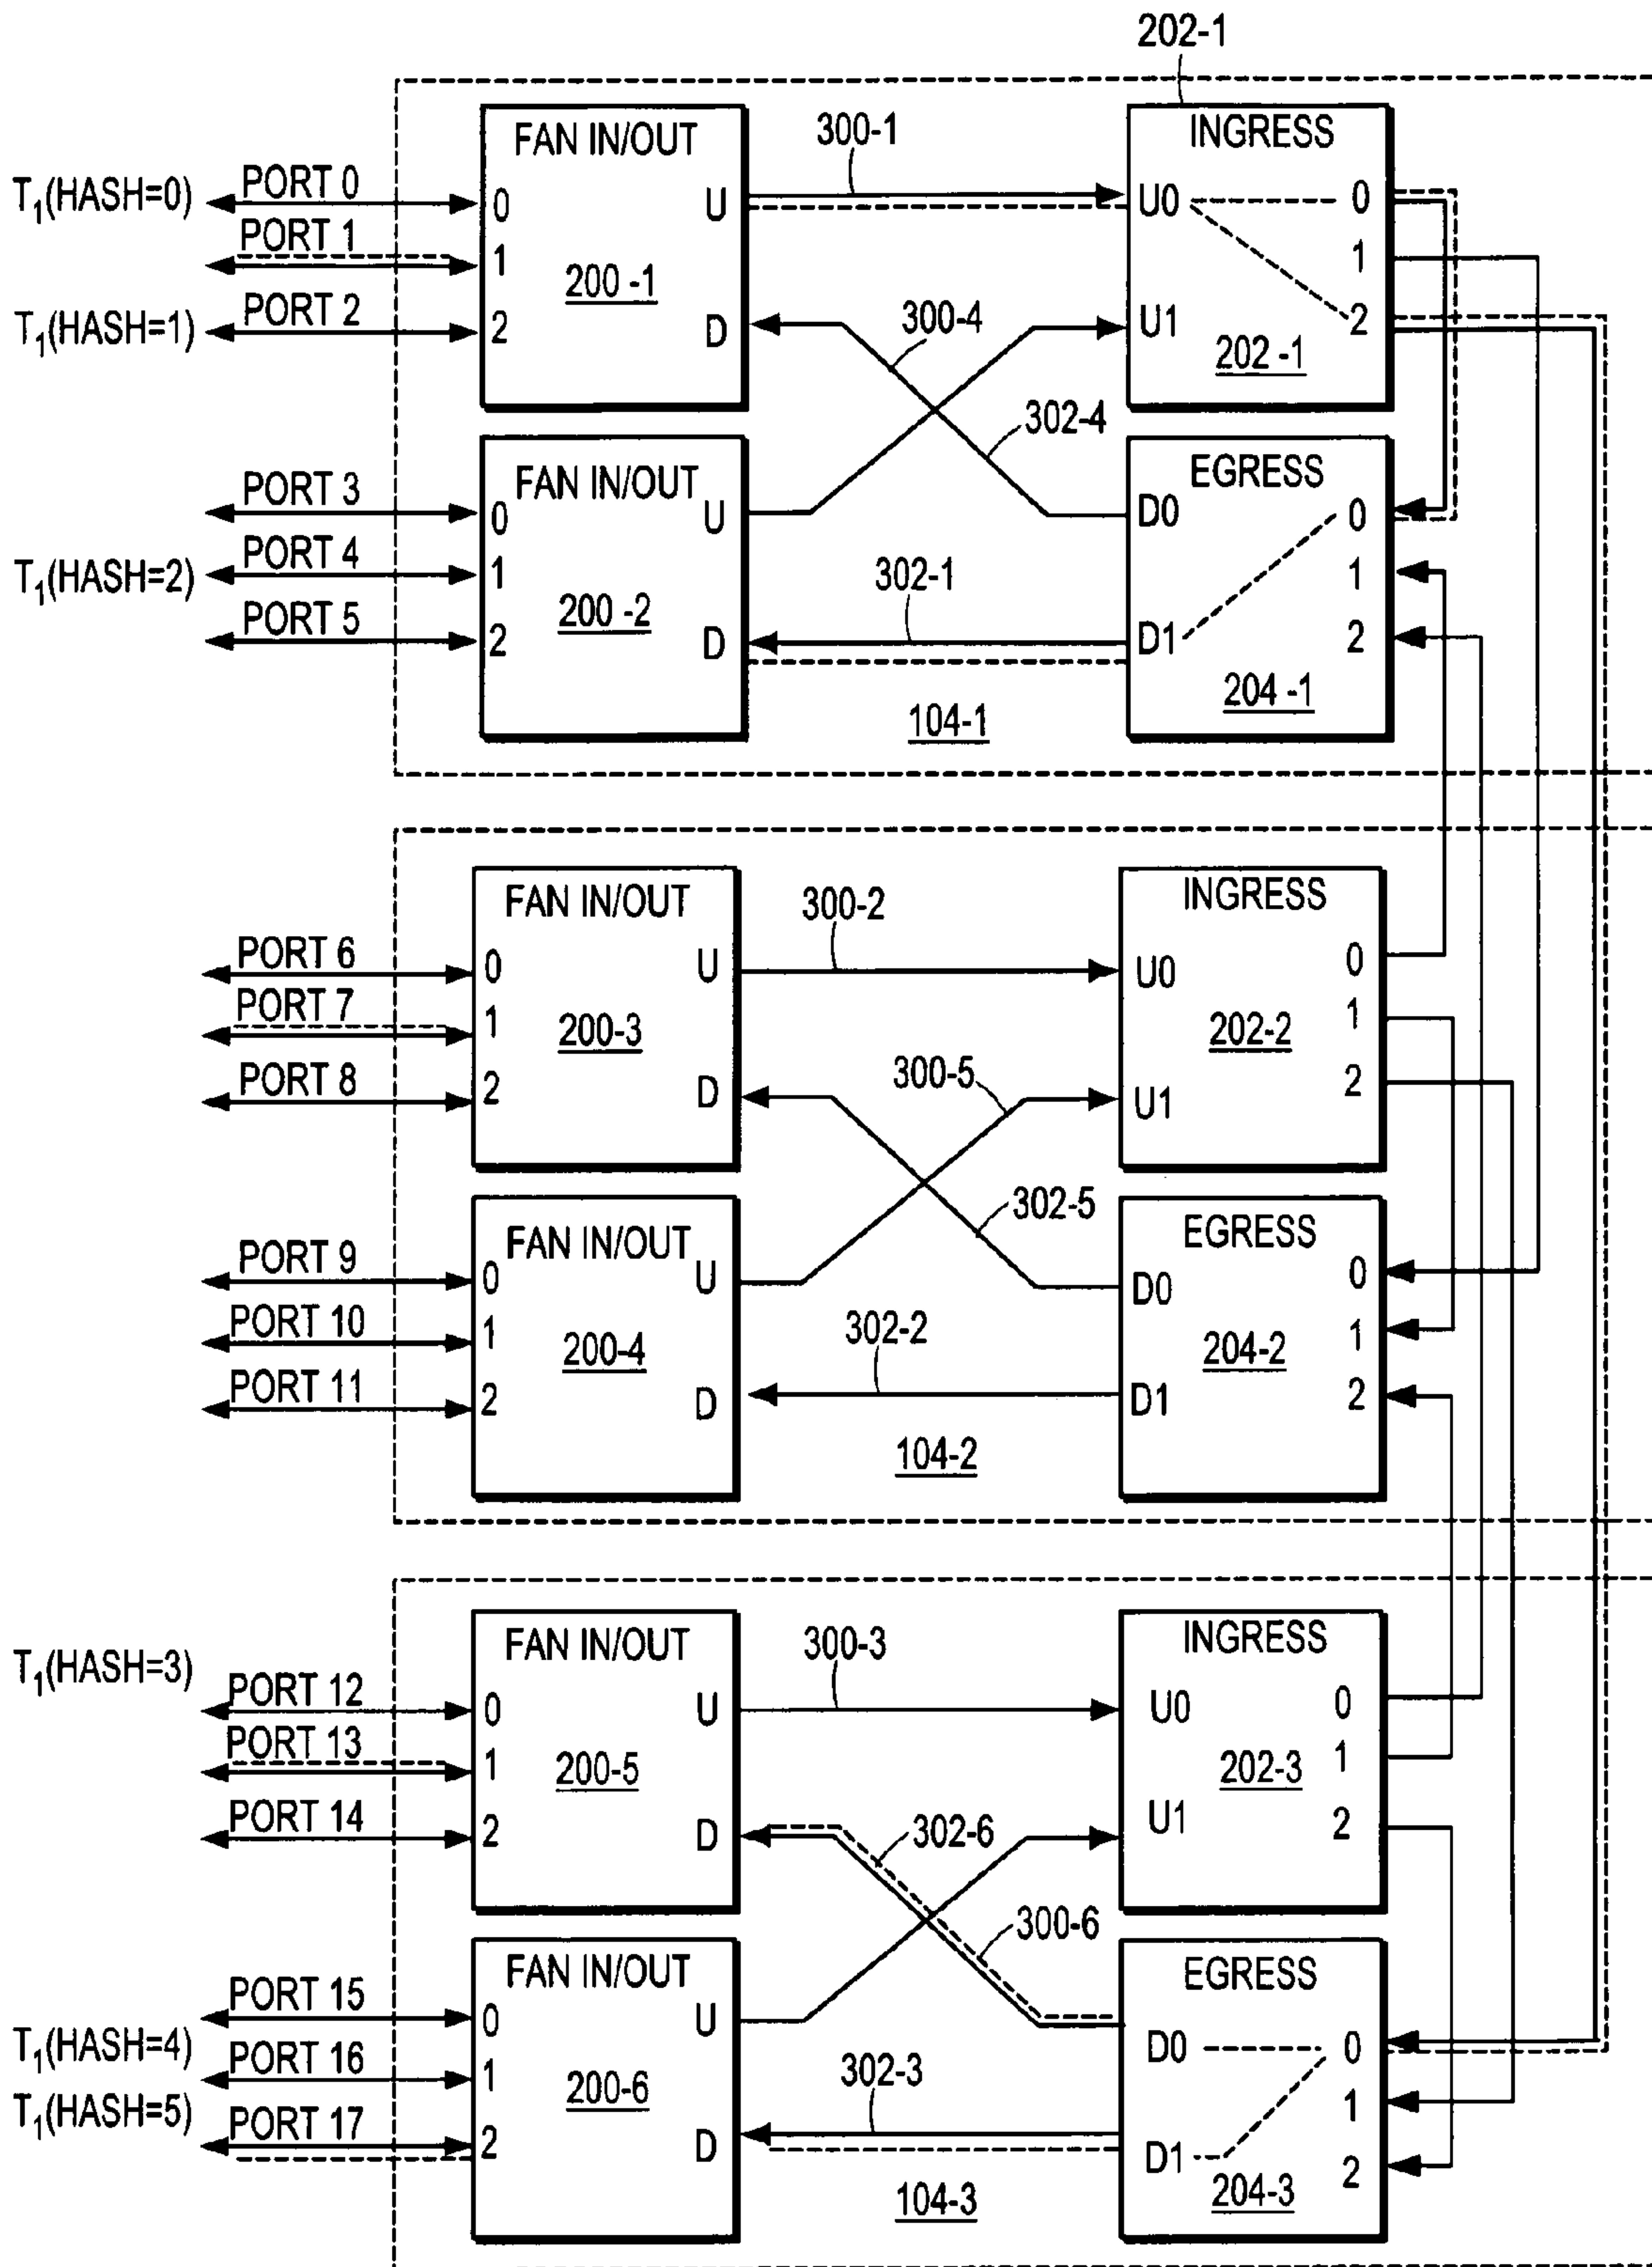 202-1
FAN IN/OUT
300-1
INGRESS
T1(HASH=0)
PORT 0
0
U
U0
0
PORT 1
1
1
200-1
300-4
T1(HASH=1)
PORT 2
2
D
U1
2
202-1
302-4
FAN IN/OUT
EGRESS
PORT 3
0
U
D0
0
T1(HASH=2)
PORT 4
1
302-1
1
200-2
PORT 5
2
D
D1
2
204-1
104-1
FAN IN/OUT
300-2
INGRESS
PORT 6
0
U
U0
0
PORT 7
1
1
200-3
202-2
300-5
PORT 8
2
D
U1
2
302-5
FAN IN/OUT
EGRESS
PORT 9
0
U
D0
0
PORT 10
1
302-2
1
200-4
204-2
PORT 11
2
D
D1
2
104-2
FAN IN/OUT
300-3
INGRESS
T1(HASH=3)
PORT 12
0
U
U0
0
PORT 13
1
1
200-5
202-3
PORT 14
2
D
302-6
U1
2
300-6
FAN IN/OUT
EGRESS
PORT 15
0
U
D0
0
T1(HASH=4)
PORT 16
1
302-3
1
200-6
T1(HASH=5)
PORT 17
2
D
D1
2
204-3
104-3